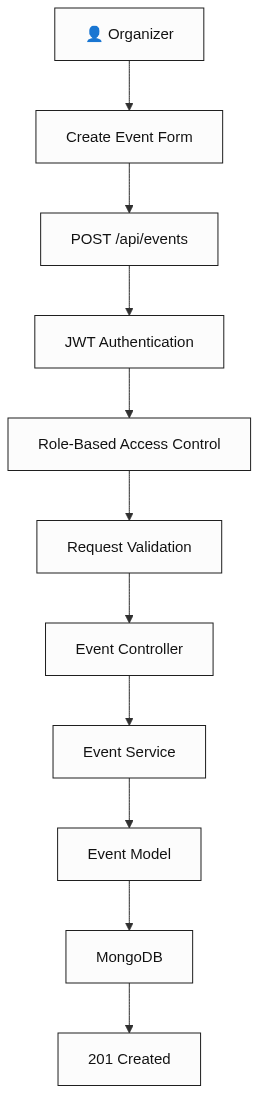 👤 Organizer
Create Event Form
POST /api/events
JWT Authentication
Role-Based Access Control
Request Validation
Event Controller
Event Service
Event Model
MongoDB
201 Created